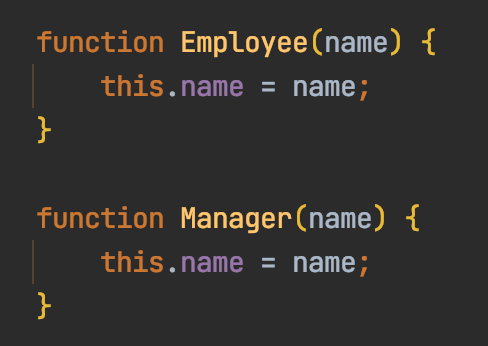 function Employee(name) {
    this.name = name;
}

function Manager(name) {
    this.name = name;
}